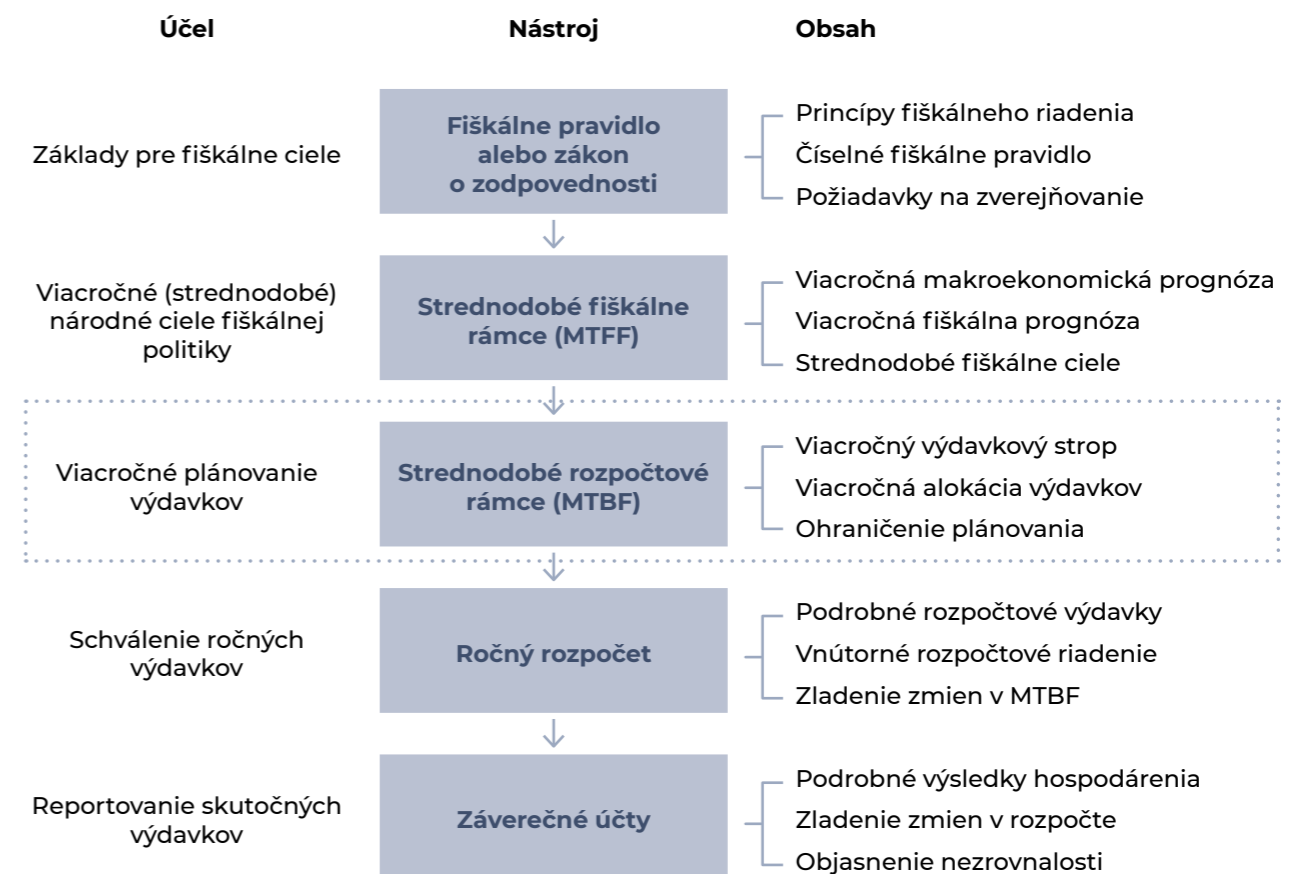 Účel
Nástroj
Obsah
Základy pre fiškálne ciele
Fiškálne pravidlo
alebo zákon
o zodpovednosti
Princípy fiškálneho riadenia
Číselné fiškálne pravidlo
Požiadavky na zverejňovanie
Viacročné (strednodobé)
národné ciele fiškálnej
politiky
Strednodobé fiškálne
rámce (MTFF)
Viacročná makroekonomická prognóza
Viacročná fiškálna prognóza
Strednodobé fiškálne ciele
Viacročné plánovanie
výdavkov
Strednodobé rozpočtové
rámce (MTBF)
Viacročný výdavkový strop
Viacročná alokácia výdavkov
Ohraničenie plánovania
Schválenie ročných
výdavkov
Ročný rozpočet
Podrobné rozpočtové výdavky
Vnútorné rozpočtové riadenie
Zladenie zmien v MTBF
Reportovanie skutočných
výdavkov
Záverečné účty
Podrobné výsledky hospodárenia
Zladenie zmien v rozpočte
Objasnenie nezrovnalosti